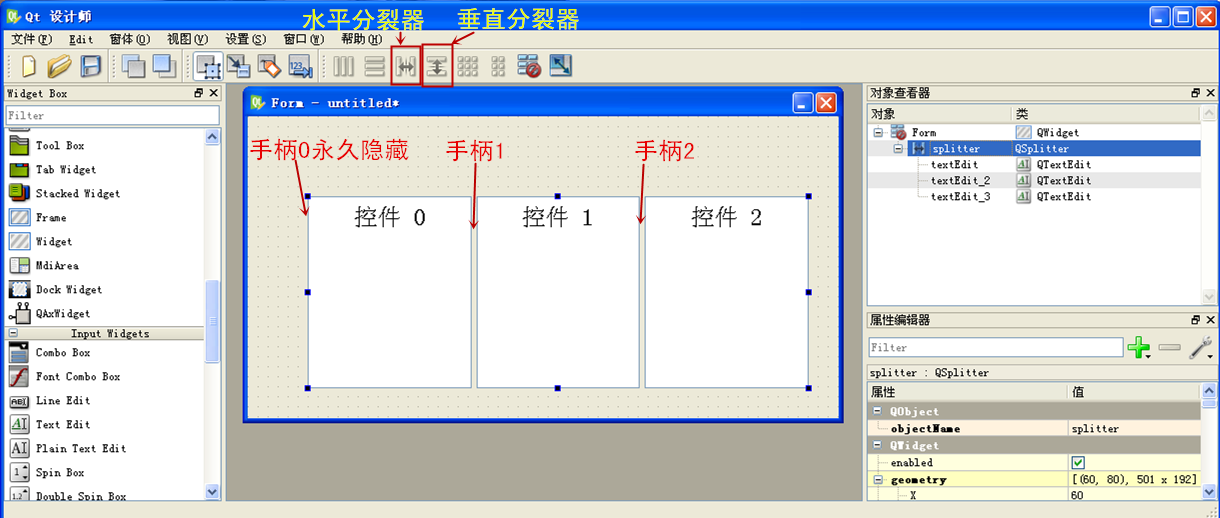 Qt 设计师
水平分裂器
垂直分裂器
文件(F) Edit 窗体(O) 视图(V) 设置(S) 窗口(W) 帮助(H)
Widget Box
Filter
Tool Box
Tab Widget
Stacked Widget
Frame
Widget
MdiArea
Dock Widget
QAxWidget
Input Widgets
Combo Box
Font Combo Box
Line Edit
Text Edit
Plain Text Edit
Spin Box
Double Spin Box
Form - untitled*
手柄0永久隐藏 手柄1 手柄2
控件 0 控件 1 控件 2
对象查看器
对象 类
Form QWidget
splitter QSplitter
textEdit QTextEdit
textEdit_2 QTextEdit
textEdit_3 QTextEdit
属性编辑器
Filter
splitter : QSplitter
属性 值
QObject
objectName splitter
QWidget
enabled
geometry [(60, 80), 501 x 192]
X 60